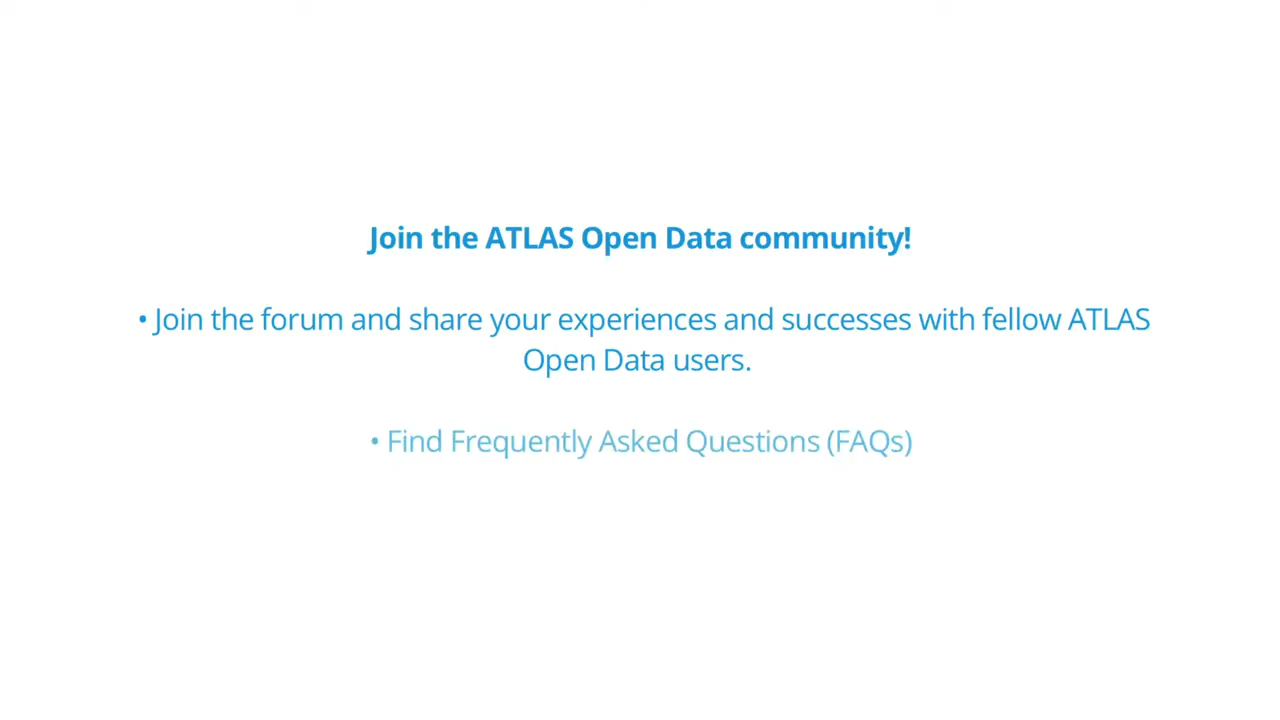 Join the ATLAS Open Data community!
• Join the forum and share your experiences and successes with fellow ATLAS
Open Data users.
• Find Frequently Asked Questions (FAQs)